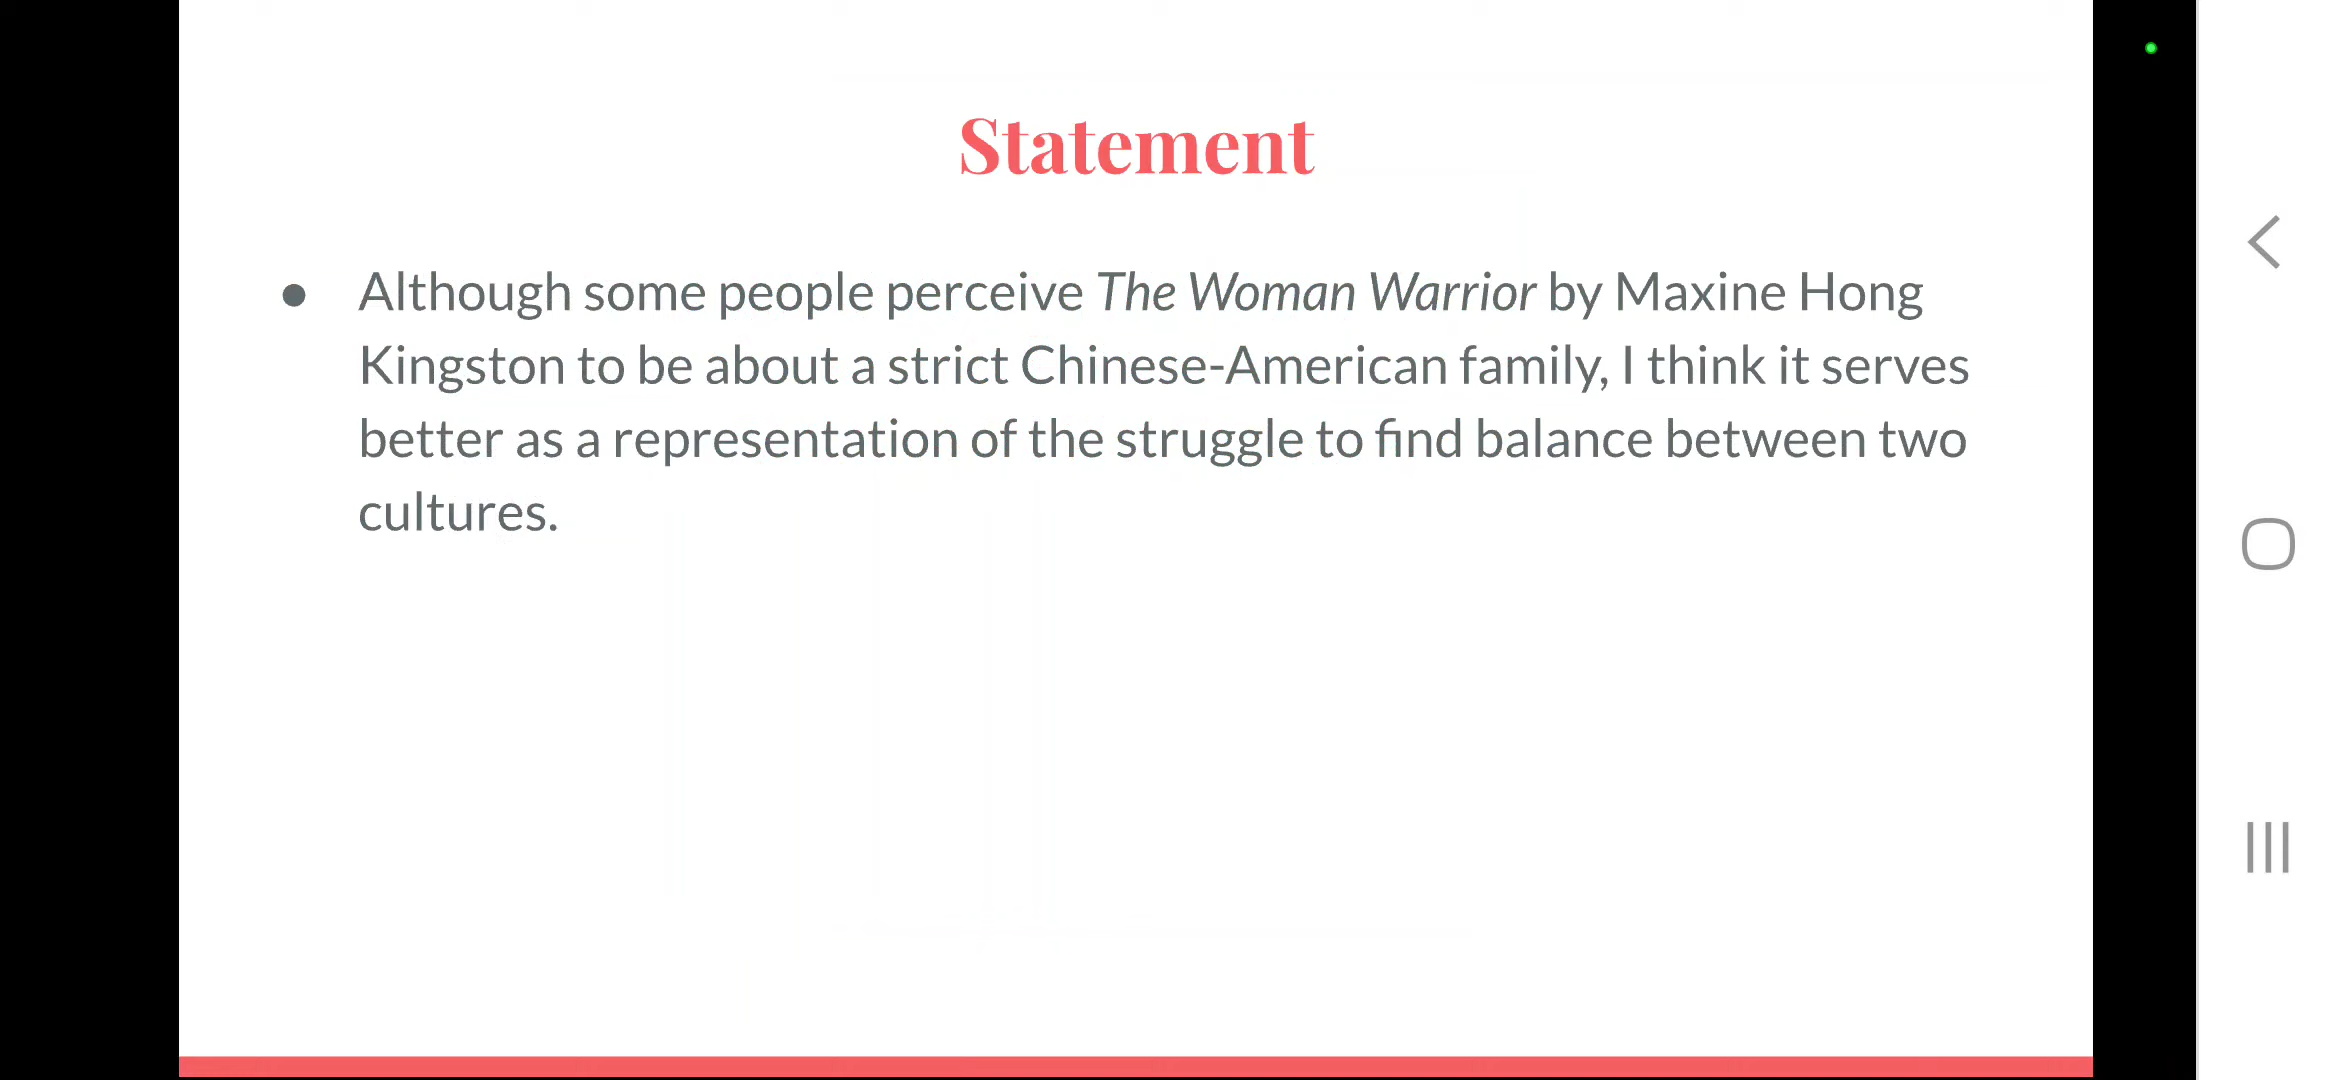 Statement
● Although some people perceive The Woman Warrior by Maxine Hong
Kingston to be about a strict Chinese-American family, I think it serves
better as a representation of the struggle to find balance between two
cultures.